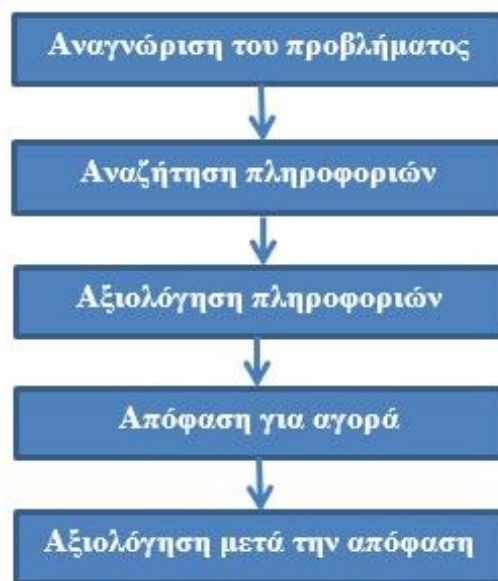 Αναγνώριση του προβλήματος
Αναζήτηση πληροφοριών
Αξιολόγηση πληροφοριών
Απόφαση για αγορά
Αξιολόγηση μετά την απόφαση